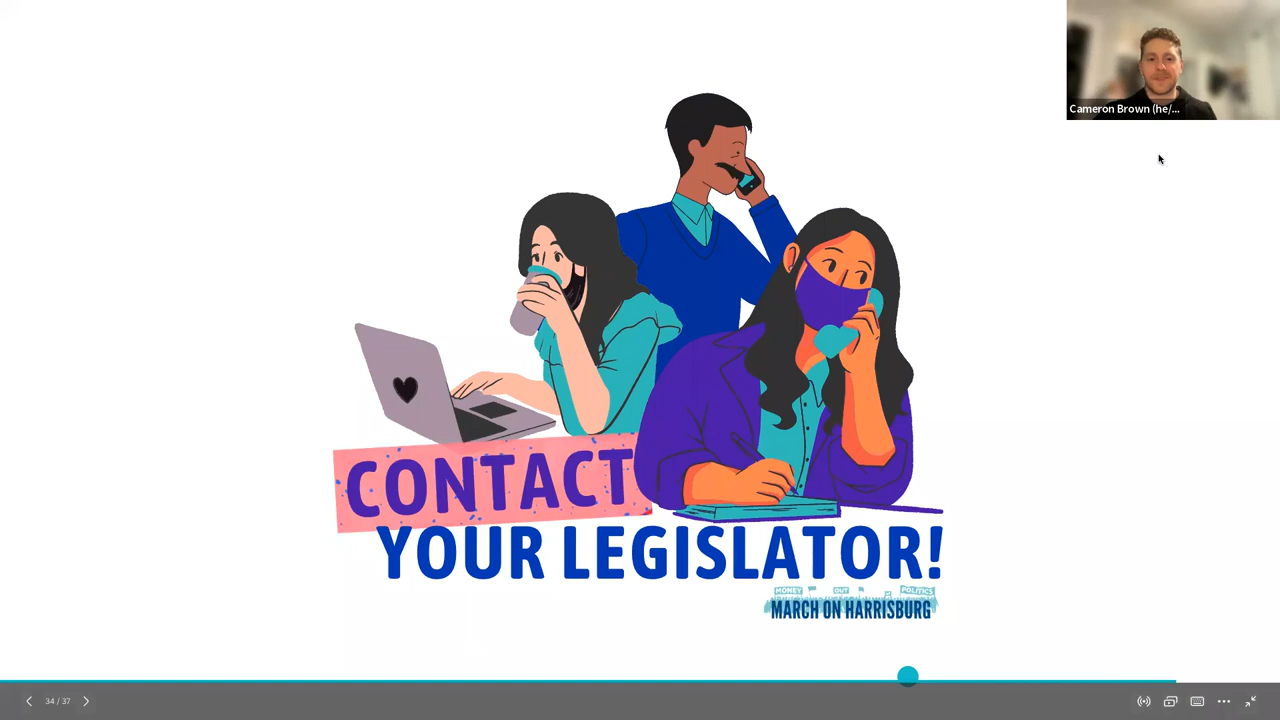 Cameron Brown (he/...
CONTACT
YOUR LEGISLATOR!
MONEY OUT POLITICS
MARCH ON HARRISBURG
34 / 37